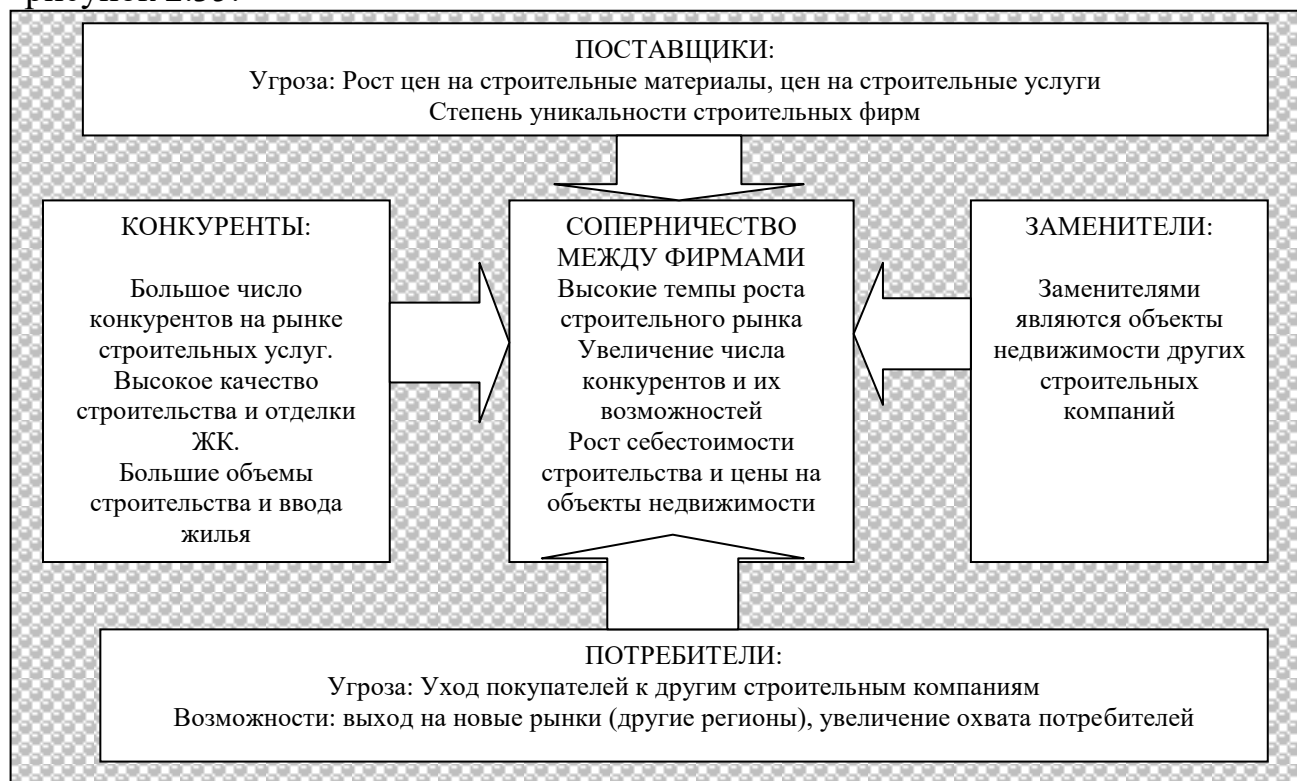 ПОСТАВЩИКИ:
Угроза: Рост цен на строительные материалы, цен на строительные услуги
Степень уникальности строительных фирм
КОНКУРЕНТЫ:
Большое число
конкурентов на рынке
строительных услуг.
Высокое качество
строительства и отделки
ЖК.
Большие объемы
строительства и ввода
жилья
СОПЕРНИЧЕСТВО
МЕЖДУ ФИРМАМИ
Высокие темпы роста
строительного рынка
Увеличение числа
конкурентов и их
возможностей
Рост себестоимости
строительства и цены на
объекты недвижимости
ЗАМЕНИТЕЛИ:
Заменителями
являются объекты
недвижимости других
строительных
компаний
ПОТРЕБИТЕЛИ:
Угроза: Уход покупателей к другим строительным компаниям
Возможности: выход на новые рынки (другие регионы), увеличение охвата потребителей